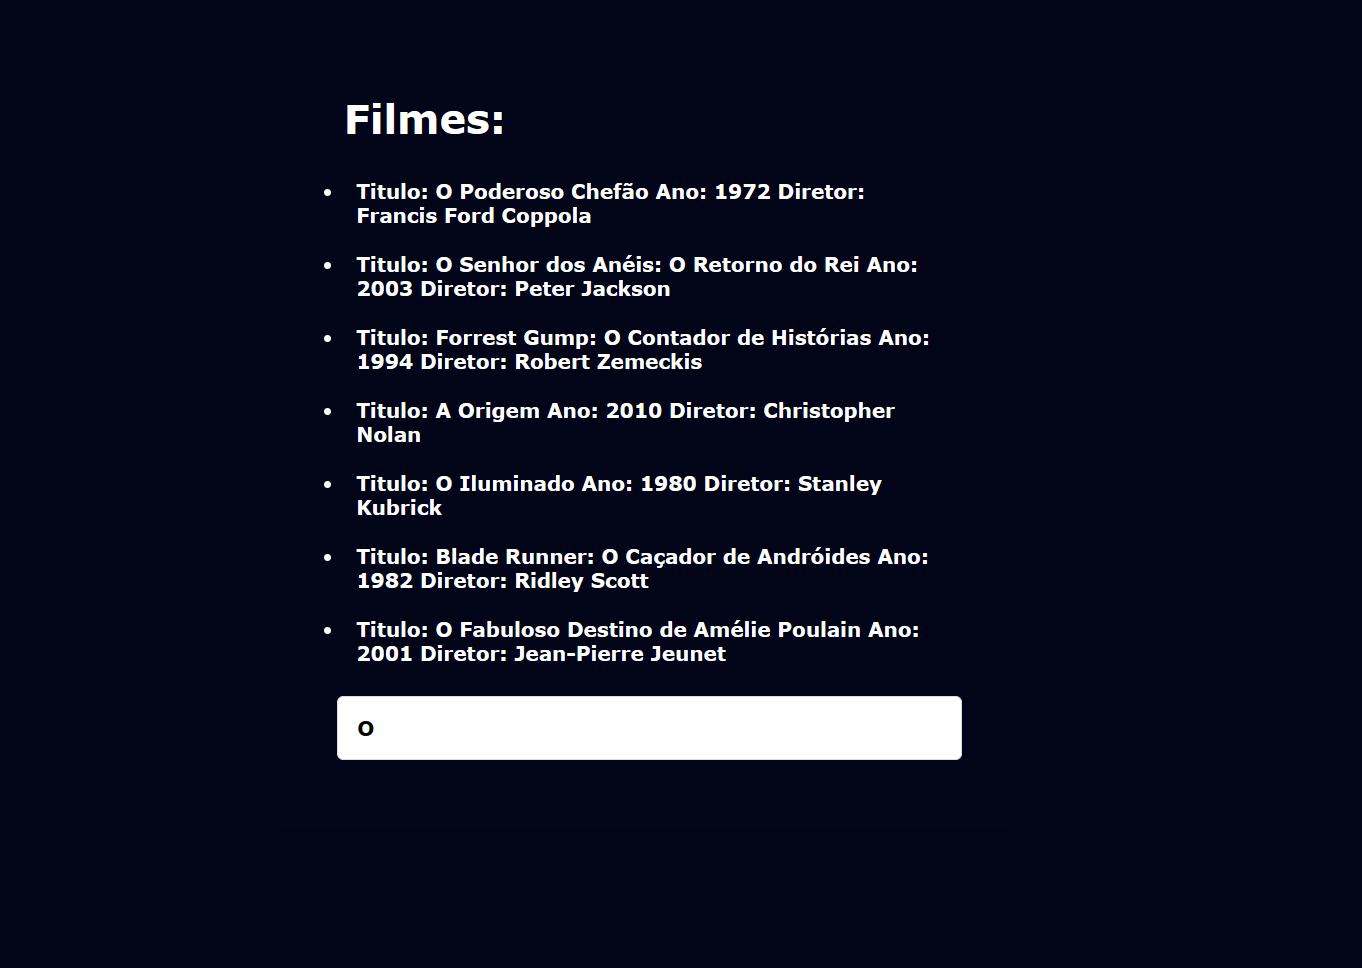 Filmes:
Titulo: O Poderoso Chefão Ano: 1972 Diretor:
Francis Ford Coppola
Titulo: O Senhor dos Anéis: O Retorno do Rei Ano:
2003 Diretor: Peter Jackson
Titulo: Forrest Gump: O Contador de Histórias Ano:
1994 Diretor: Robert Zemeckis
Titulo: A Origem Ano: 2010 Diretor: Christopher
Nolan
Titulo: O Iluminado Ano: 1980 Diretor: Stanley
Kubrick
Titulo: Blade Runner: O Caçador de Andróides Ano:
1982 Diretor: Ridley Scott
Titulo: O Fabuloso Destino de Amélie Poulain Ano:
2001 Diretor: Jean-Pierre Jeunet
O